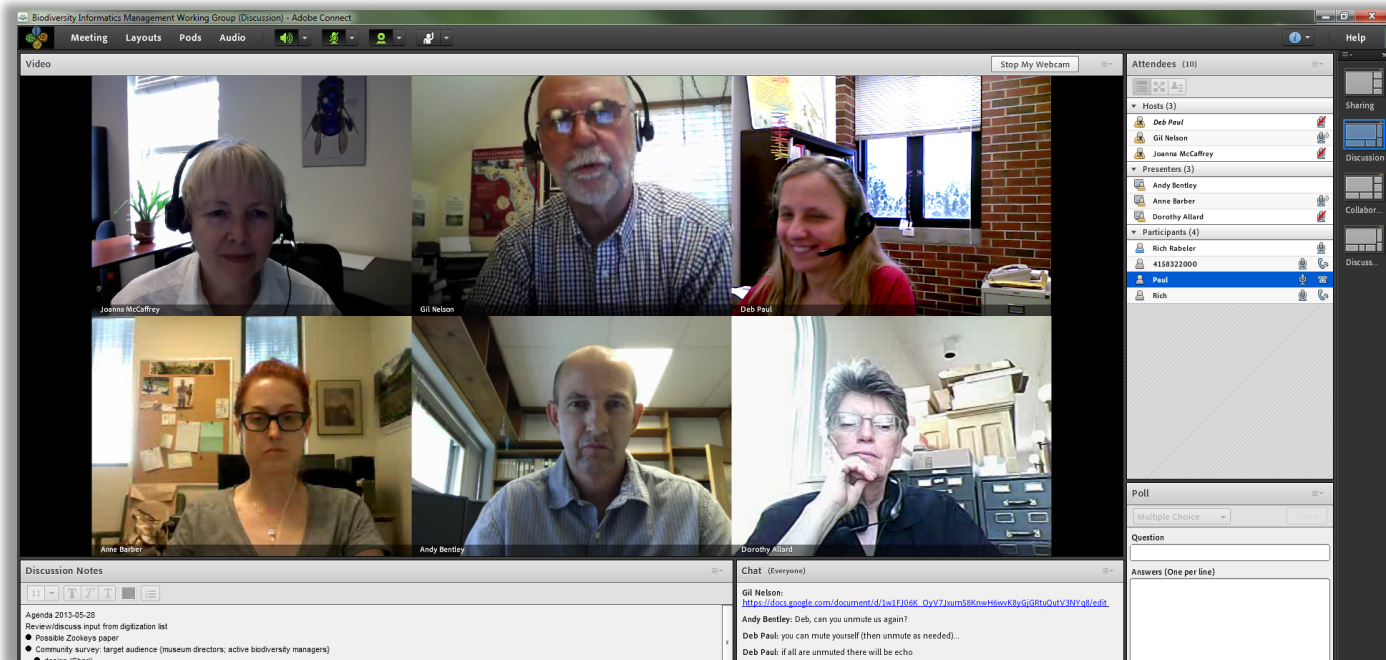 Biodiversity Informatics Management Working Group (Discussion) - Adobe Connect
Meeting Layouts Pods Audio Help
Video
Stop My Webcam
Joanna McCaffrey
Gil Nelson
Deb Paul
Anne Barber
Andy Bentley
Dorothy Allard
Attendees (10)
Hosts (3)
Deb Paul
Gil Nelson
Joanna McCaffrey
Presenters (3)
Andy Bentley
Anne Barber
Dorothy Allard
Participants (4)
Rich Rabeler
4158322000
Paul
Rich
Sharing
Discussion
Collabor...
Discuss...
Discussion Notes
11
Agenda 2013-05-28
Review/discuss input from digitization list
● Possible Zookeys paper
● Community survey: target audience {museum directors; active biodiversity managers}
Chat (Everyone)
Gil Nelson:
Andy Bentley: Deb, can you unmute us again?
Deb Paul: you can mute yourself (then unmute as needed)...
Deb Paul: if all are unmuted there will be echo
Poll
Multiple Choice
Open
Question
Answers (One per line)